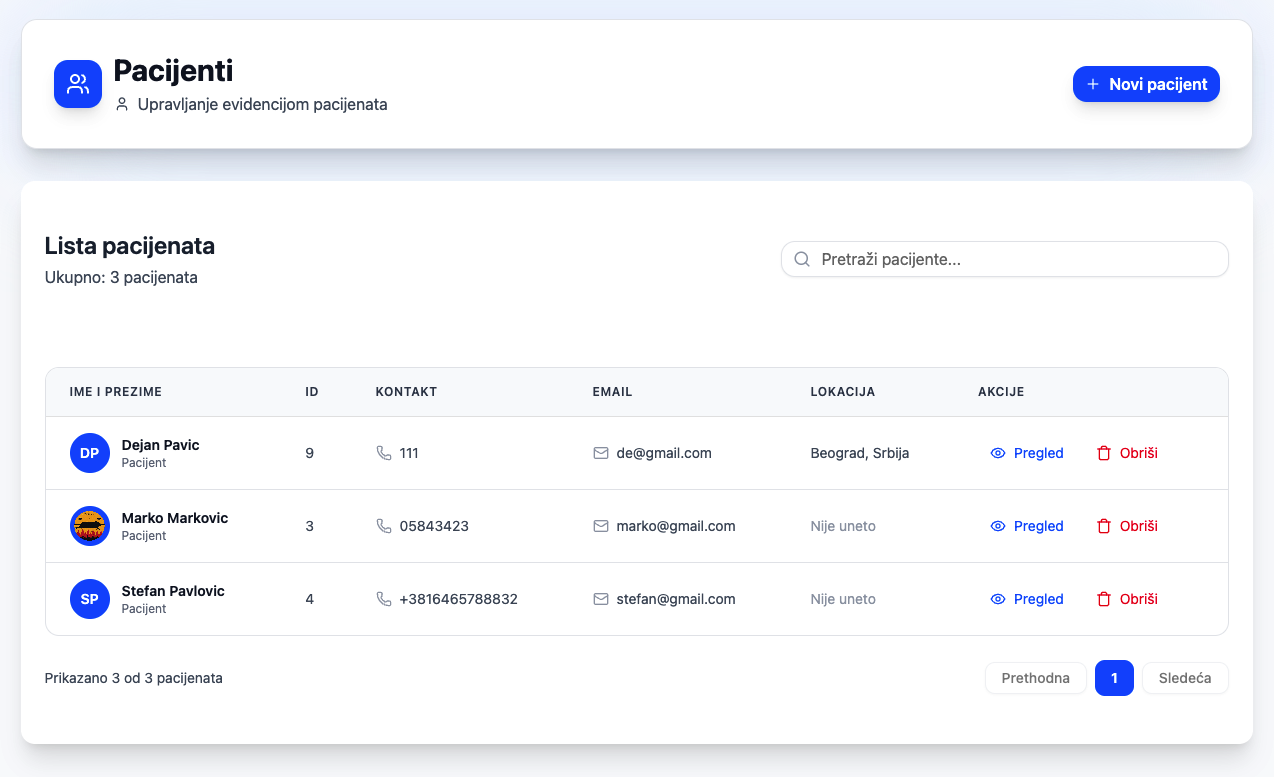 Pacijenti
Upravljanje evidencijom pacijenata
Novi pacijent
Lista pacijenata
Ukupno: 3 pacijenata
Pretraži pacijente...
IME I PREZIME ID KONTAKT EMAIL LOKACIJA AKCIJE
DP Dejan Pavic 9 111 de@gmail.com Beograd, Srbija Pregled Obriši
Pacijent
Marko Markovic 3 05843423 marko@gmail.com Nije uneto Pregled Obriši
Pacijent
SP Stefan Pavlovic 4 +3816465788832 stefan@gmail.com Nije uneto Pregled Obriši
Pacijent
Prikazano 3 od 3 pacijenata
Prethodna 1 Sledeća